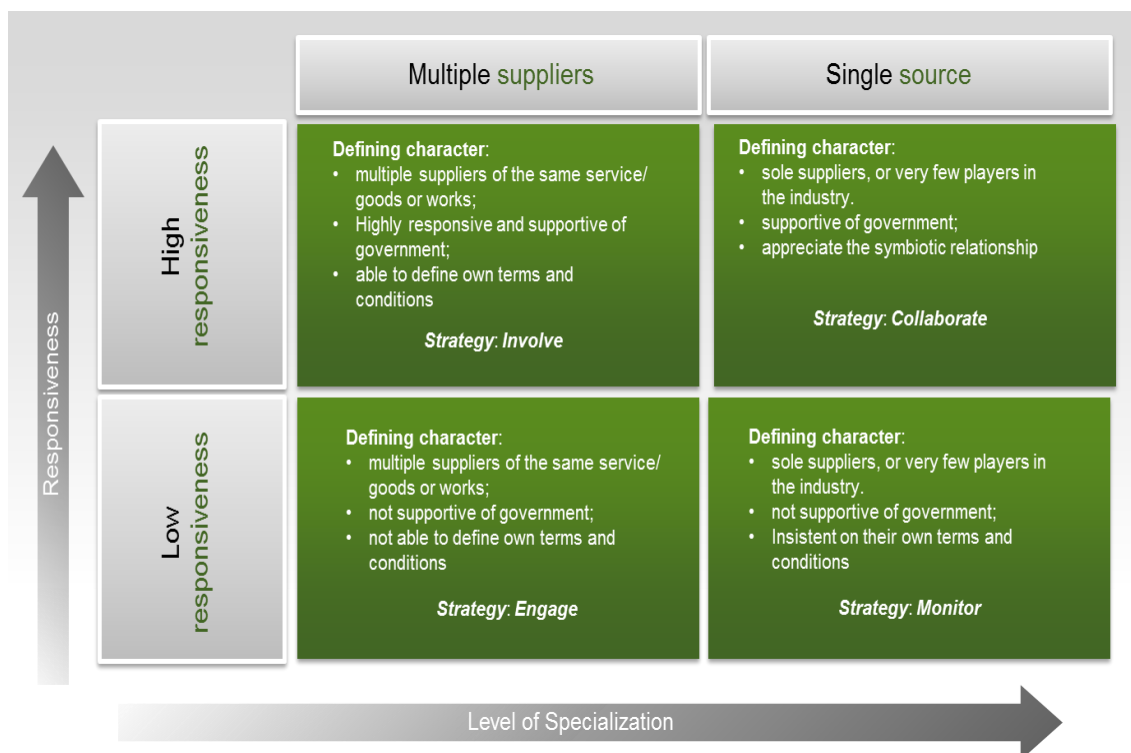 Multiple suppliers
Single source
Responsiveness
High
responsiveness
Defining character:
• multiple suppliers of the same service/
goods or works;
• Highly responsive and supportive of
government;
• able to define own terms and
conditions
Strategy: Involve
Defining character:
• sole suppliers, or very few players in
the industry.
• supportive of government;
• appreciate the symbiotic relationship
Strategy: Collaborate
Low
responsiveness
Defining character:
• multiple suppliers of the same service/
goods or works;
• not supportive of government;
• not able to define own terms and
conditions
Strategy: Engage
Defining character:
• sole suppliers, or very few players in
the industry.
• not supportive of government;
• Insistent on their own terms and
conditions
Strategy: Monitor
Level of Specialization